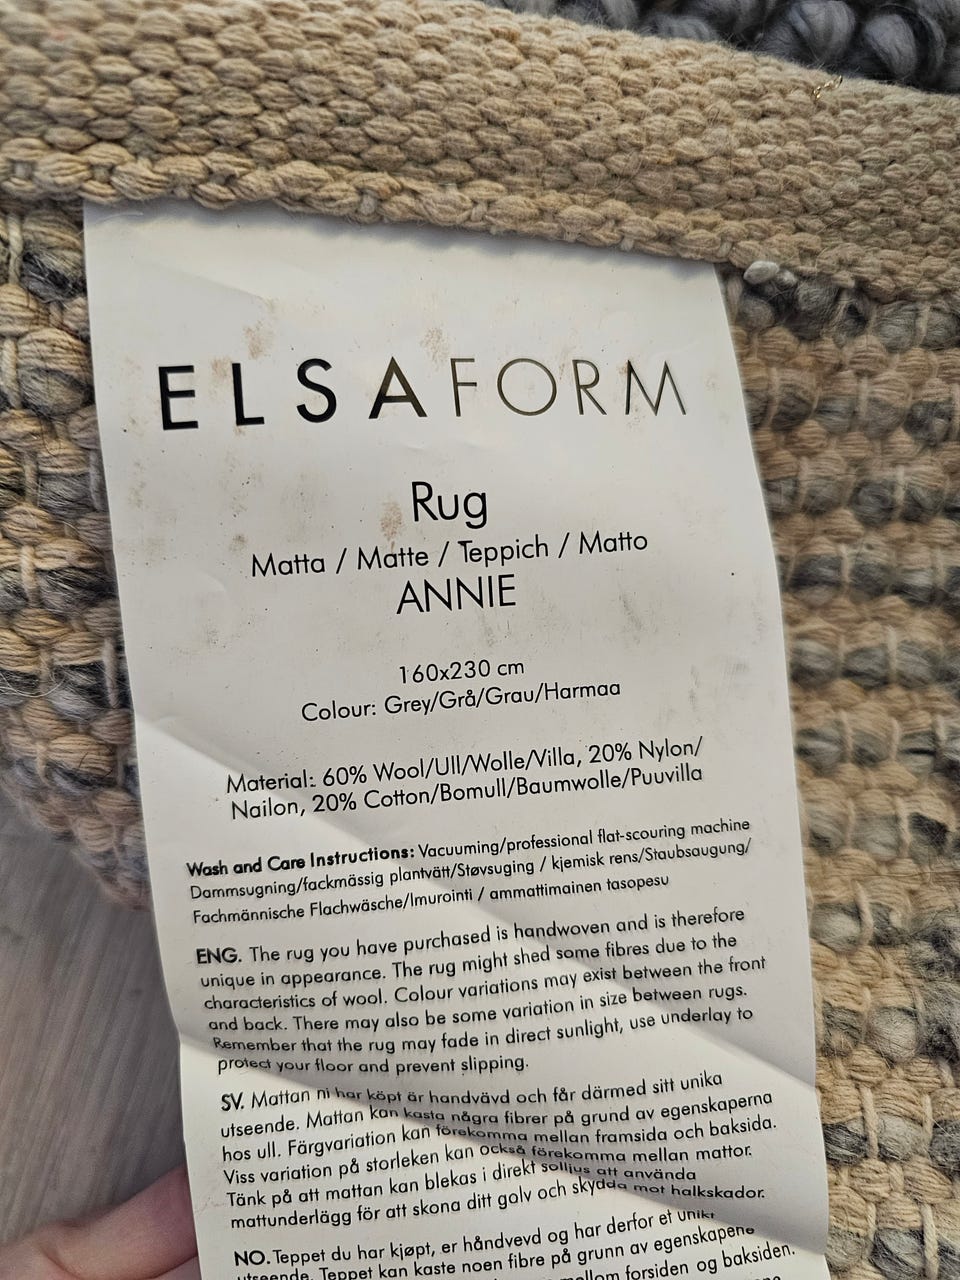 ELSAFORM
Rug
Matta / Matte / Teppich / Matto
ANNIE
160x230 cm
Colour: Grey/Grå/Grau/Harmaa
Material: 60% Wool/Ull/Wolle/Villa, 20% Nylon/
Nailon, 20% Cotton/Bomull/Baumwolle/Puuvilla
Wash and Care Instructions: Vacuuming/professional flat-scouring machine
Dammsugning/fackmässig plantvätt/Støvsuging / kjemisk rens/Staubsaugung/
Fachmännische Flachwäsche/Imurointi / ammattimainen tasopesu
ENG. The rug you have purchased is handwoven and is therefore
unique in appearance. The rug might shed some fibres due to the
characteristics of wool. Colour variations may exist between the front
and back. There may also be some variation in size between rugs.
Remember that the rug may fade in direct sunlight, use underlay to
protect your floor and prevent slipping.
SV. Mattan ni har köpt är handvävd och får därmed sitt unika
utseende. Mattan kan kasta några fibrer på grund av egenskaperna
hos ull. Färgvariation kan förekomma mellan framsida och baksida.
Viss variation på storleken kan också förekomma mellan mattor.
Tänk på att mattan kan blekas i direkt solljus att använda
mattunderlägg för att skona ditt golv och skydda mot halkskador.
NO. Teppet du har kjøpt, er håndvevd og har derfor et unikt
utseende. Teppet kan kaste noen fibre på grunn av egenskapene
mellom forsiden og baksiden.